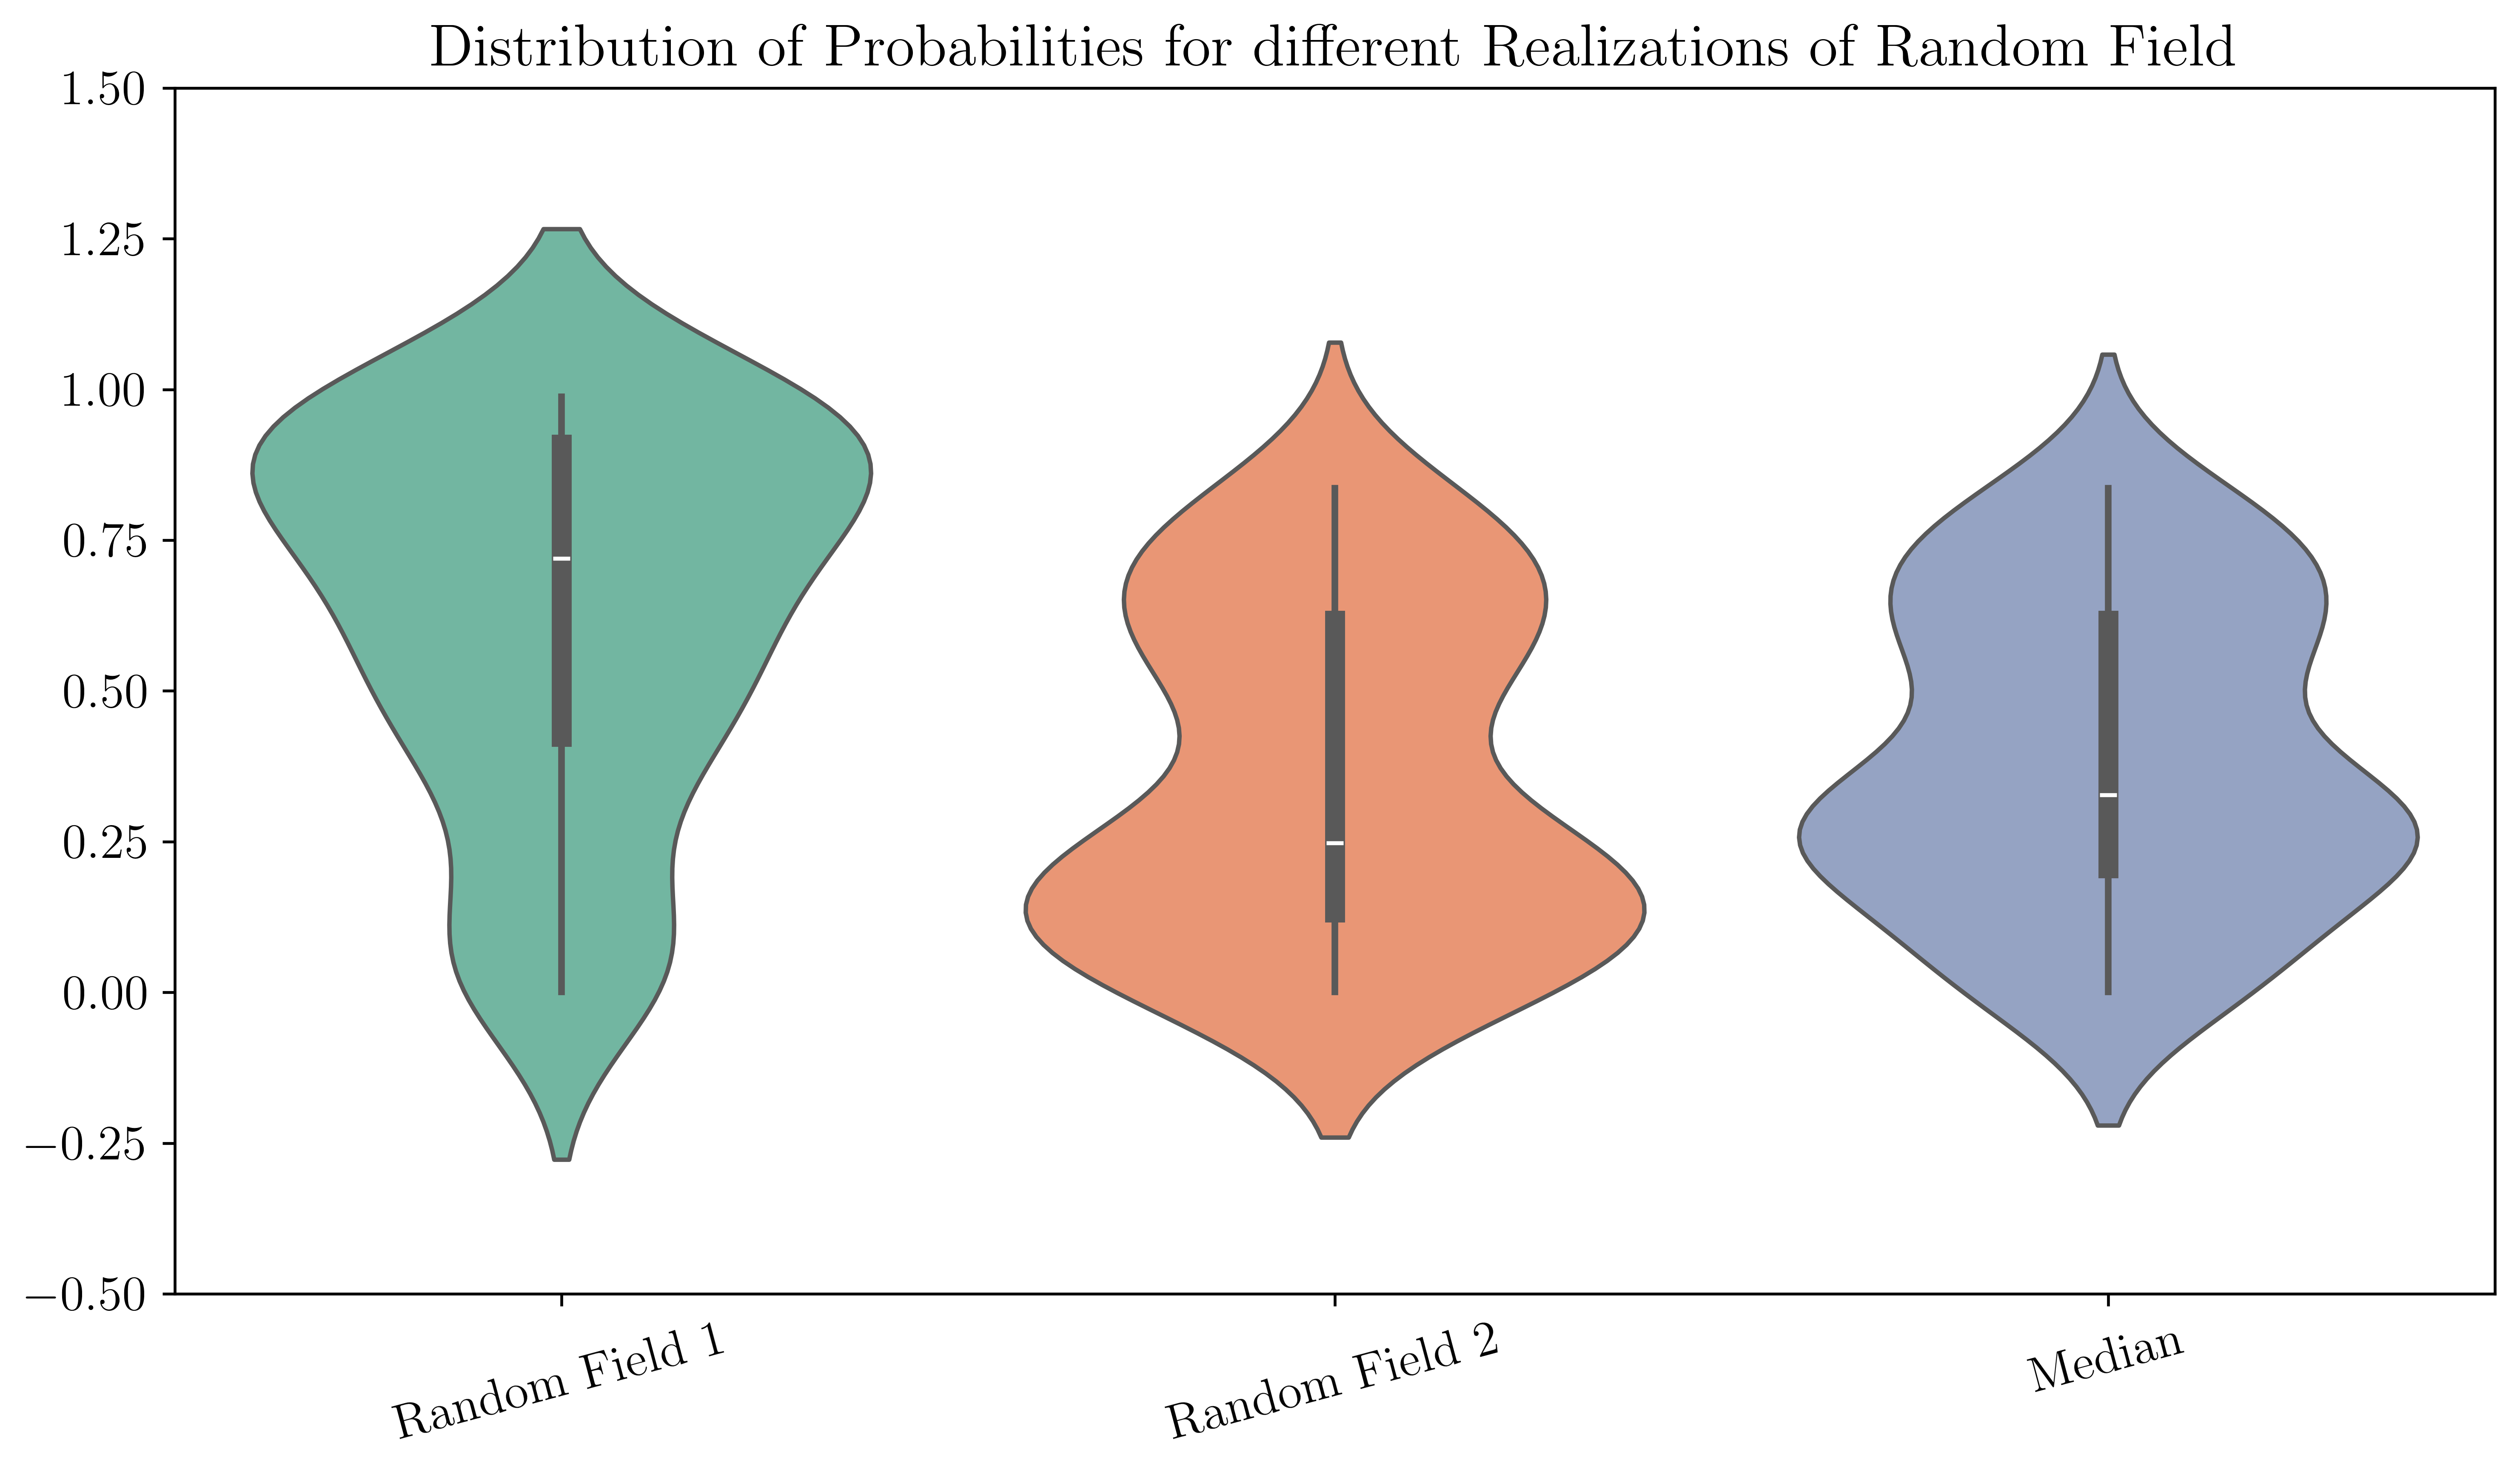 Distribution of Probabilities for different Realizations of Random Field
1.50
1.25
1.00
0.75
0.50
0.25
0.00
−0.25
−0.50
Random Field 1
Random Field 2
Median